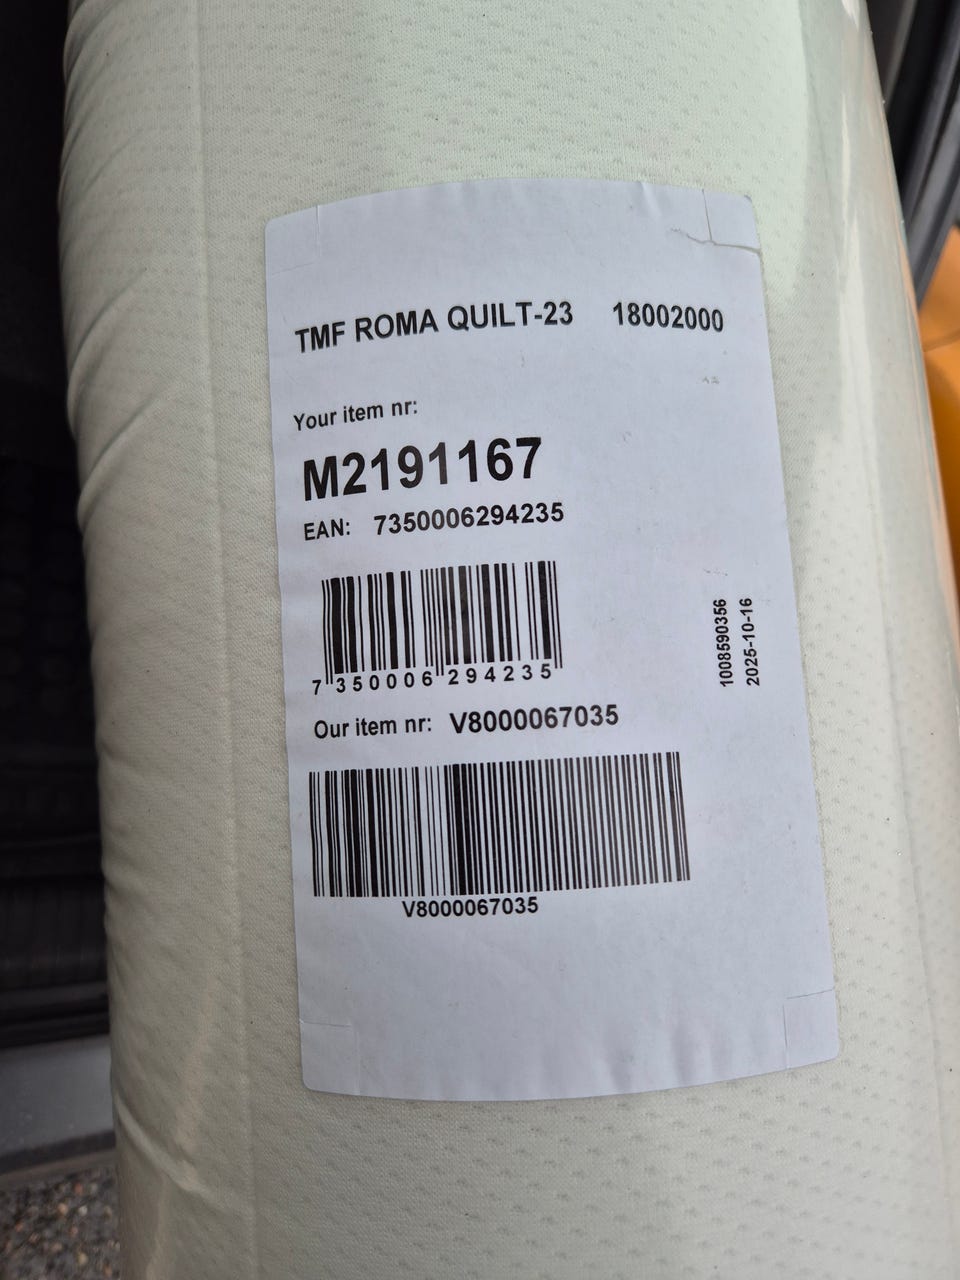 TMF ROMA QUILT-23 18002000
Your item nr:
M2191167
EAN: 7350006294235
7 350006 294235
Our item nr: V8000067035
V8000067035
1008590356
2025-10-16